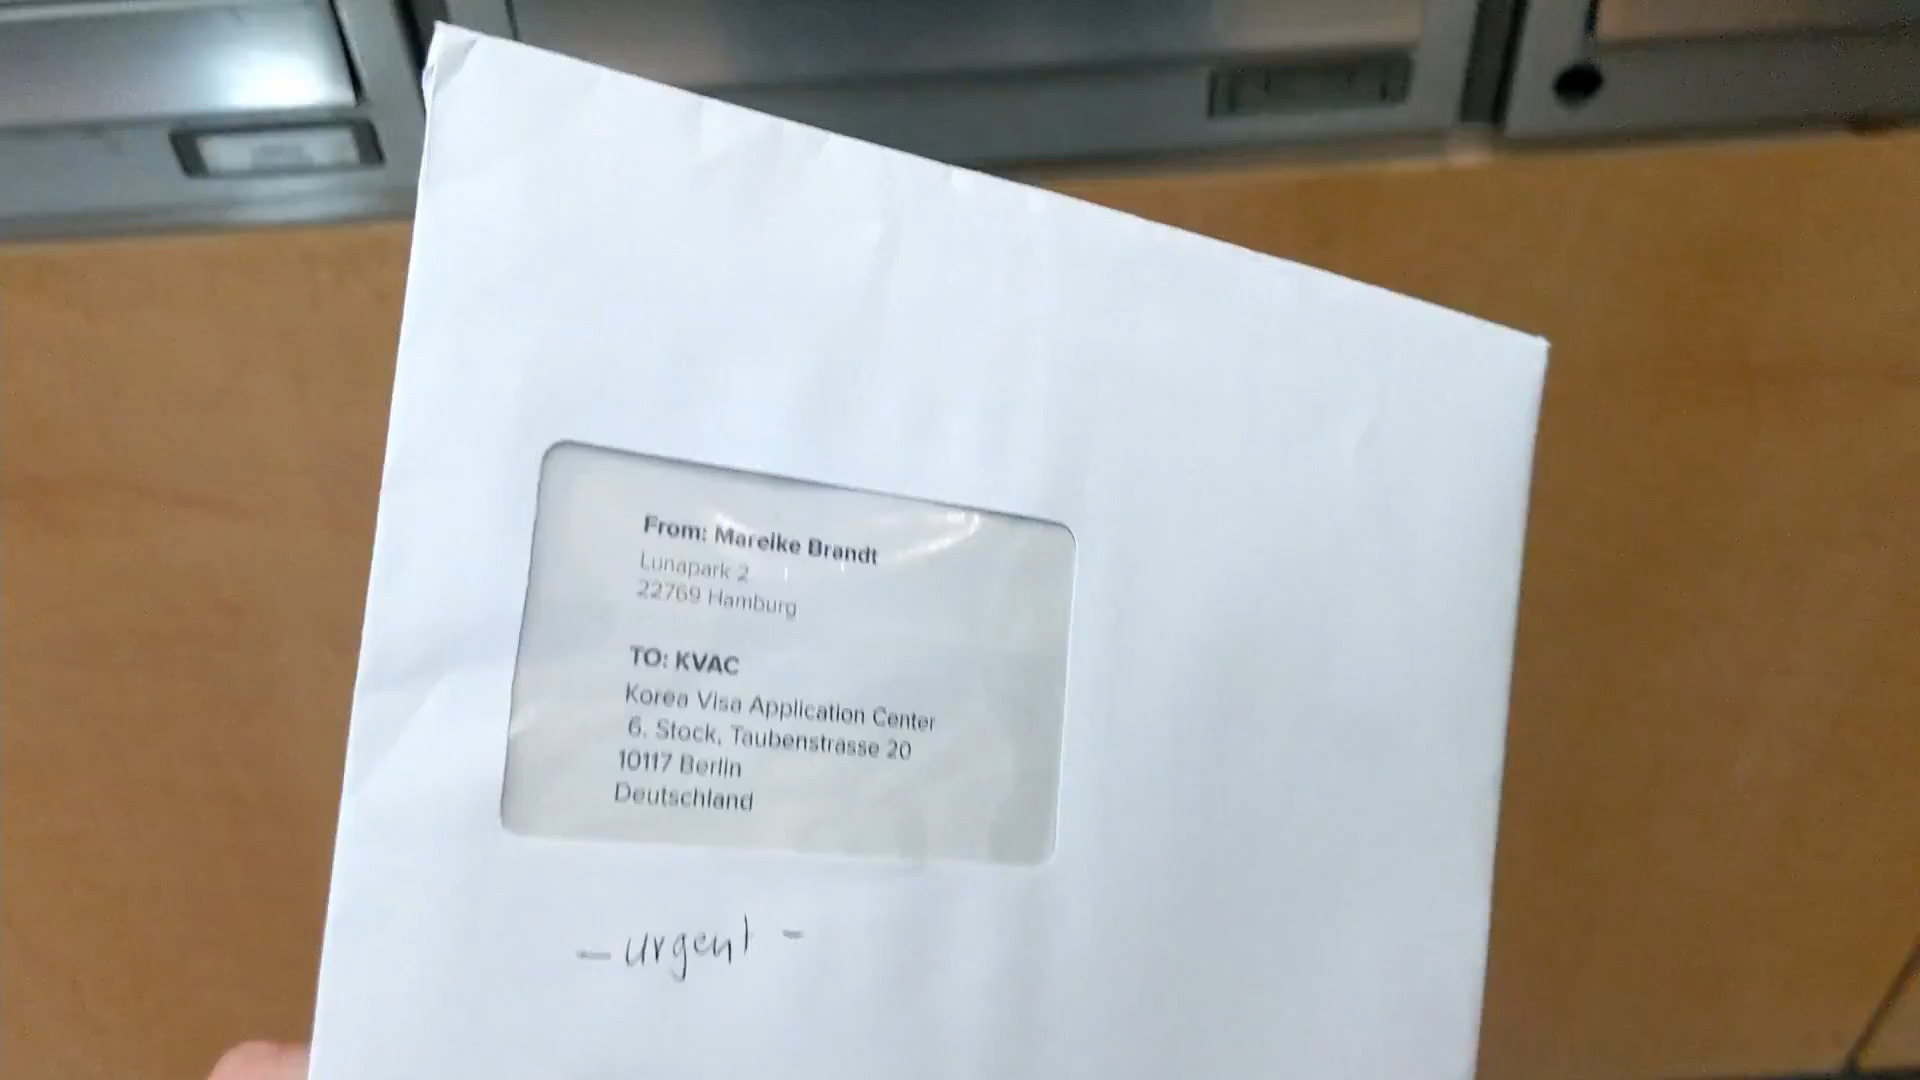 From: Mareike Brandt
Lunapark 2
22769 Hamburg
TO: KVAC
Korea Visa Application Center
6. Stock, Taubenstrasse 20
10117 Berlin
Deutschland
- urgent -